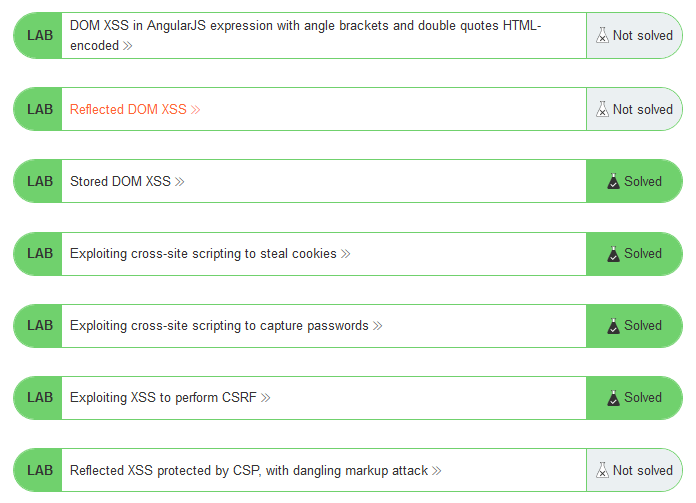 LAB DOM XSS in AngularJS expression with angle brackets and double quotes HTML- Not solved
encoded
LAB Reflected DOM XSS Not solved
LAB Stored DOM XSS Solved
LAB Exploiting cross-site scripting to steal cookies Solved
LAB Exploiting cross-site scripting to capture passwords Solved
LAB Exploiting XSS to perform CSRF Solved
LAB Reflected XSS protected by CSP, with dangling markup attack Not solved